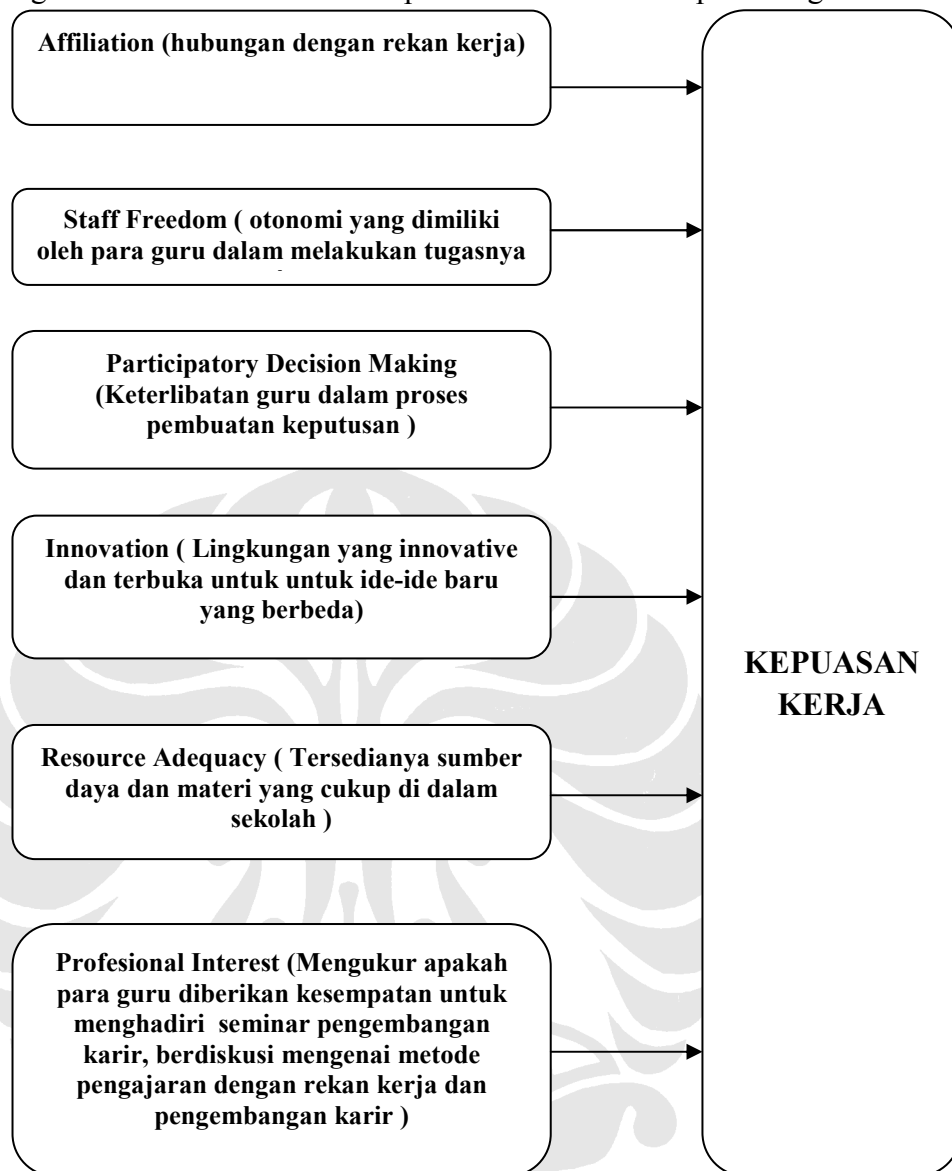 Affiliation (hubungan dengan rekan kerja)
Staff Freedom ( otonomi yang dimiliki
oleh para guru dalam melakukan tugasnya
Participatory Decision Making
(Keterlibatan guru dalam proses
pembuatan keputusan )
Innovation ( Lingkungan yang innovative
dan terbuka untuk untuk ide-ide baru
yang berbeda)
Resource Adequacy ( Tersedianya sumber
daya dan materi yang cukup di dalam
sekolah )
Profesional Interest (Mengukur apakah
para guru diberikan kesempatan untuk
menghadiri seminar pengembangan
karir, berdiskusi mengenai metode
pengajaran dengan rekan kerja dan
pengembangan karir )
KEPUASAN
KERJA